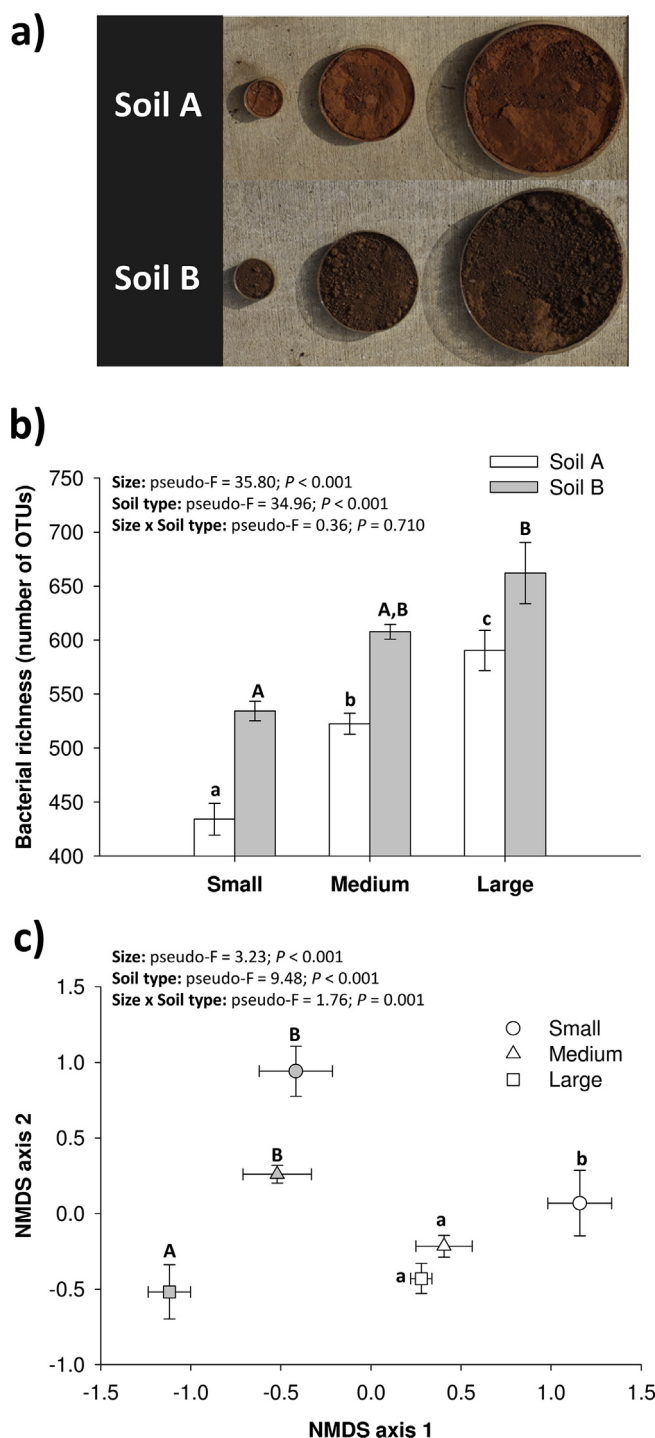 a)
Soil A
Soil B
b)
Soil A
Soil B
Size: pseudo-F = 35.80; P < 0.001
Soil type: pseudo-F = 34.96; P < 0.001
Size x Soil type: pseudo-F = 0.36; P = 0.710
Bacterial richness (number of OTUs)
750
700
650
600
550
500
450
400
a
A
b
A,B
c
B
Small
Medium
Large
c)
Size: pseudo-F = 3.23; P < 0.001
Soil type: pseudo-F = 9.48; P < 0.001
Size x Soil type: pseudo-F = 1.76; P = 0.001
Small
Medium
Large
NMDS axis 2
1.5
1.0
0.5
0.0
-0.5
-1.0
B
B
A
b
a
a
-1.5
-1.0
-0.5
0.0
0.5
1.0
1.5
NMDS axis 1